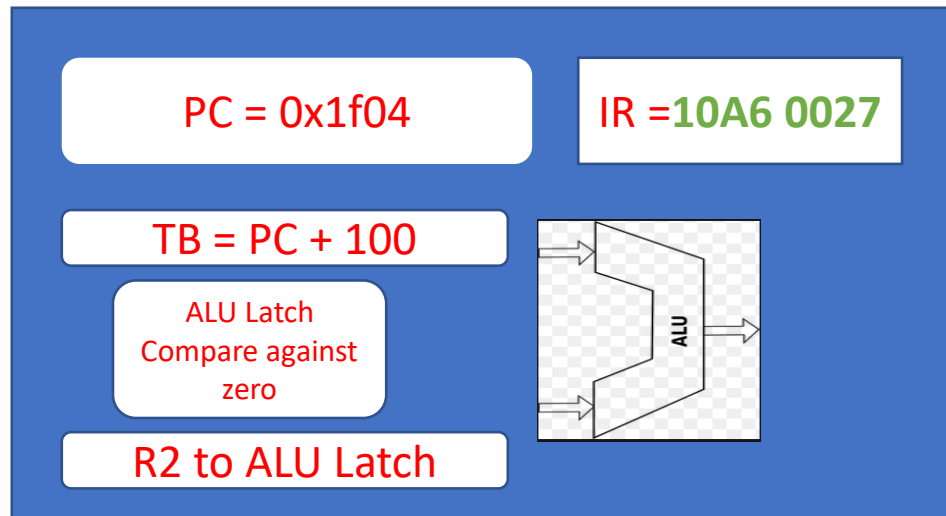 PC = 0x1f04
IR =10A6 0027
TB = PC + 100
ALU Latch
Compare against
zero
ALU
R2 to ALU Latch